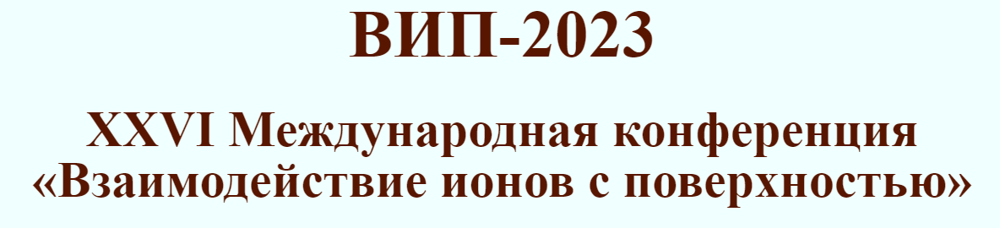 ВИП-2023
XXVI Международная конференция
«Взаимодействие ионов с поверхностью»